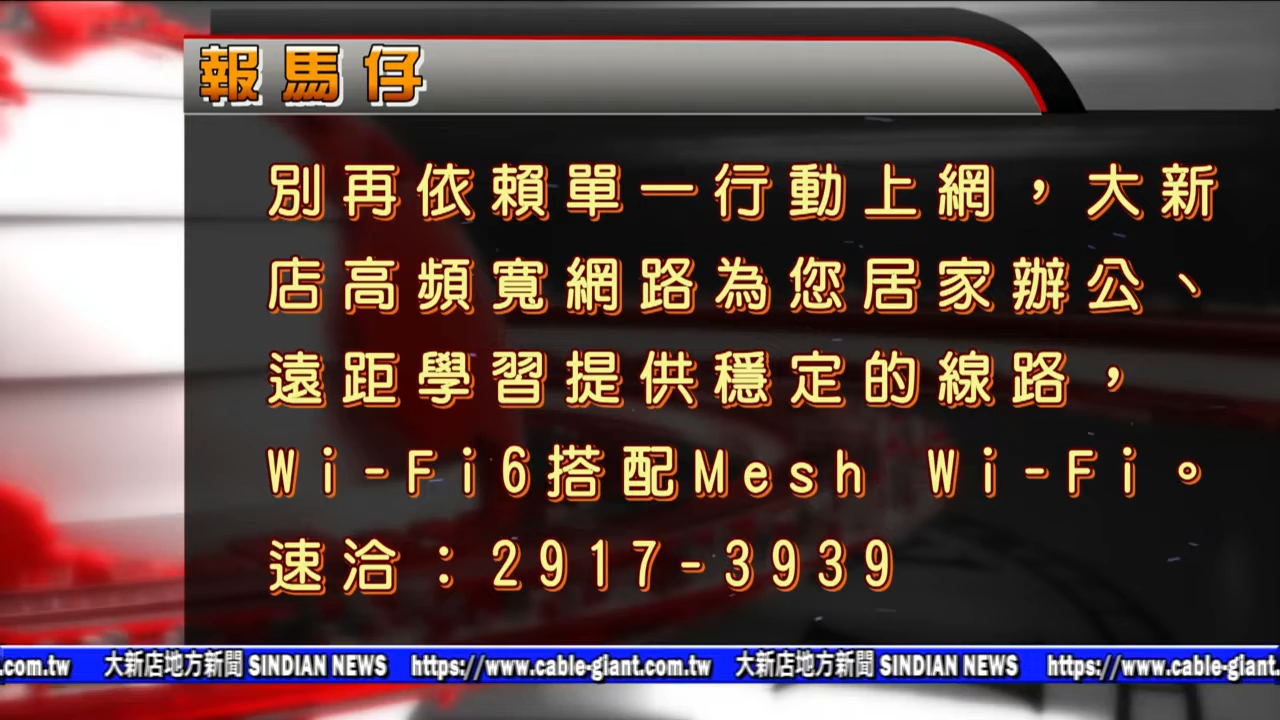 報馬仔
別再依賴單一行動上網，大新
店高頻寬網路為您居家辦公、
遠距學習提供穩定的線路，
Wi-Fi6搭配Mesh Wi-Fi。
速洽：2917-3939
.com.tw 大新店地方新聞 SINDIAN NEWS https://www.cable-giant.com.tw 大新店地方新聞 SINDIAN NEWS https://www.cable-giant.